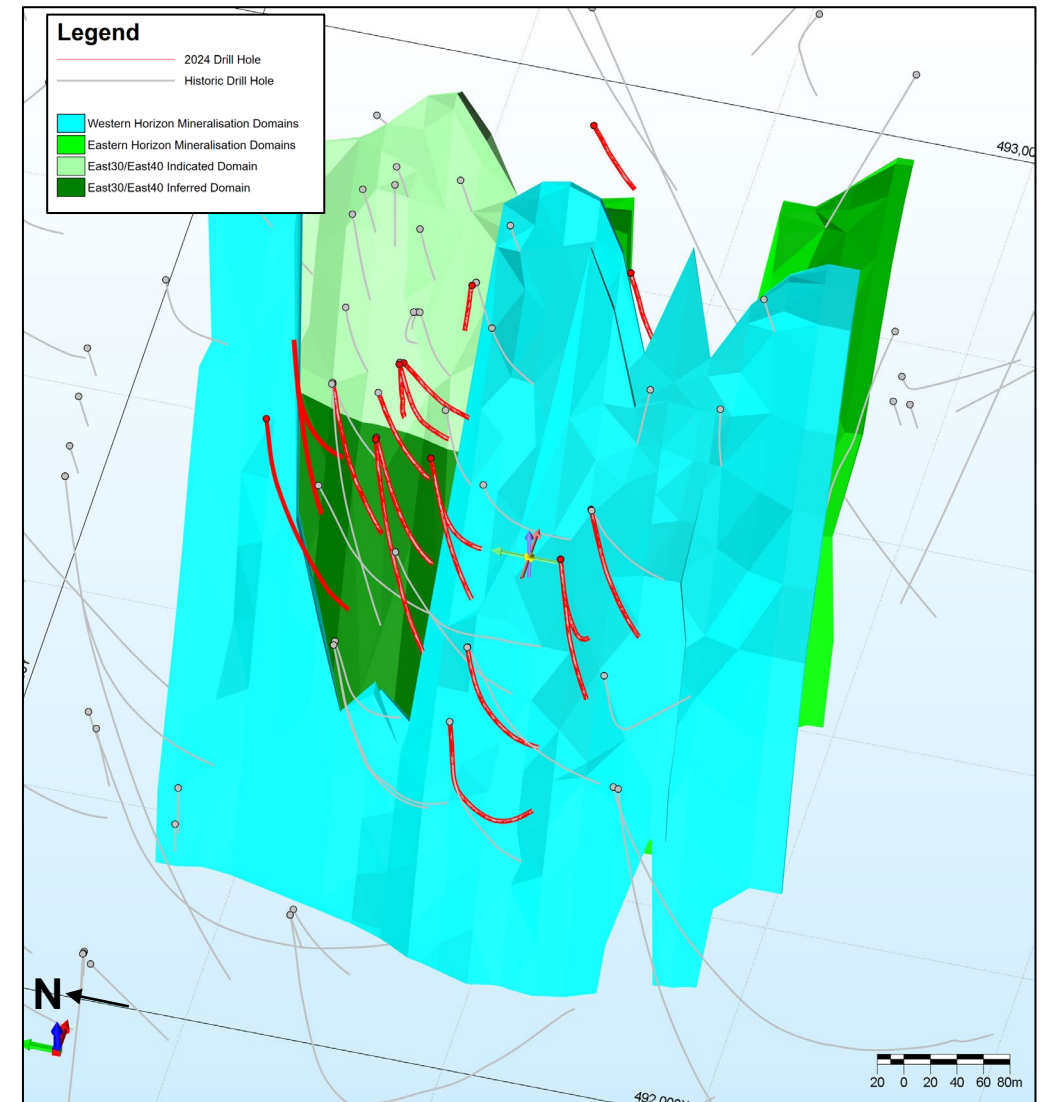 Legend
2024 Drill Hole
Historic Drill Hole
Western Horizon Mineralisation Domains
Eastern Horizon Mineralisation Domains
East30/East40 Indicated Domain
East30/East40 Inferred Domain
493,00
N
20 0 20 40 60 80m